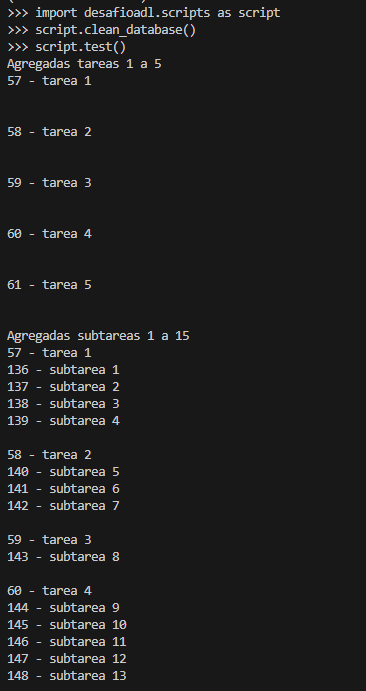 >>> import desafioadl.scripts as script
>>> script.clean_database()
>>> script.test()
Agregadas tareas 1 a 5
57 - tarea 1
58 - tarea 2
59 - tarea 3
60 - tarea 4
61 - tarea 5
Agregadas subtareas 1 a 15
57 - tarea 1
136 - subtarea 1
137 - subtarea 2
138 - subtarea 3
139 - subtarea 4
58 - tarea 2
140 - subtarea 5
141 - subtarea 6
142 - subtarea 7
59 - tarea 3
143 - subtarea 8
60 - tarea 4
144 - subtarea 9
145 - subtarea 10
146 - subtarea 11
147 - subtarea 12
148 - subtarea 13